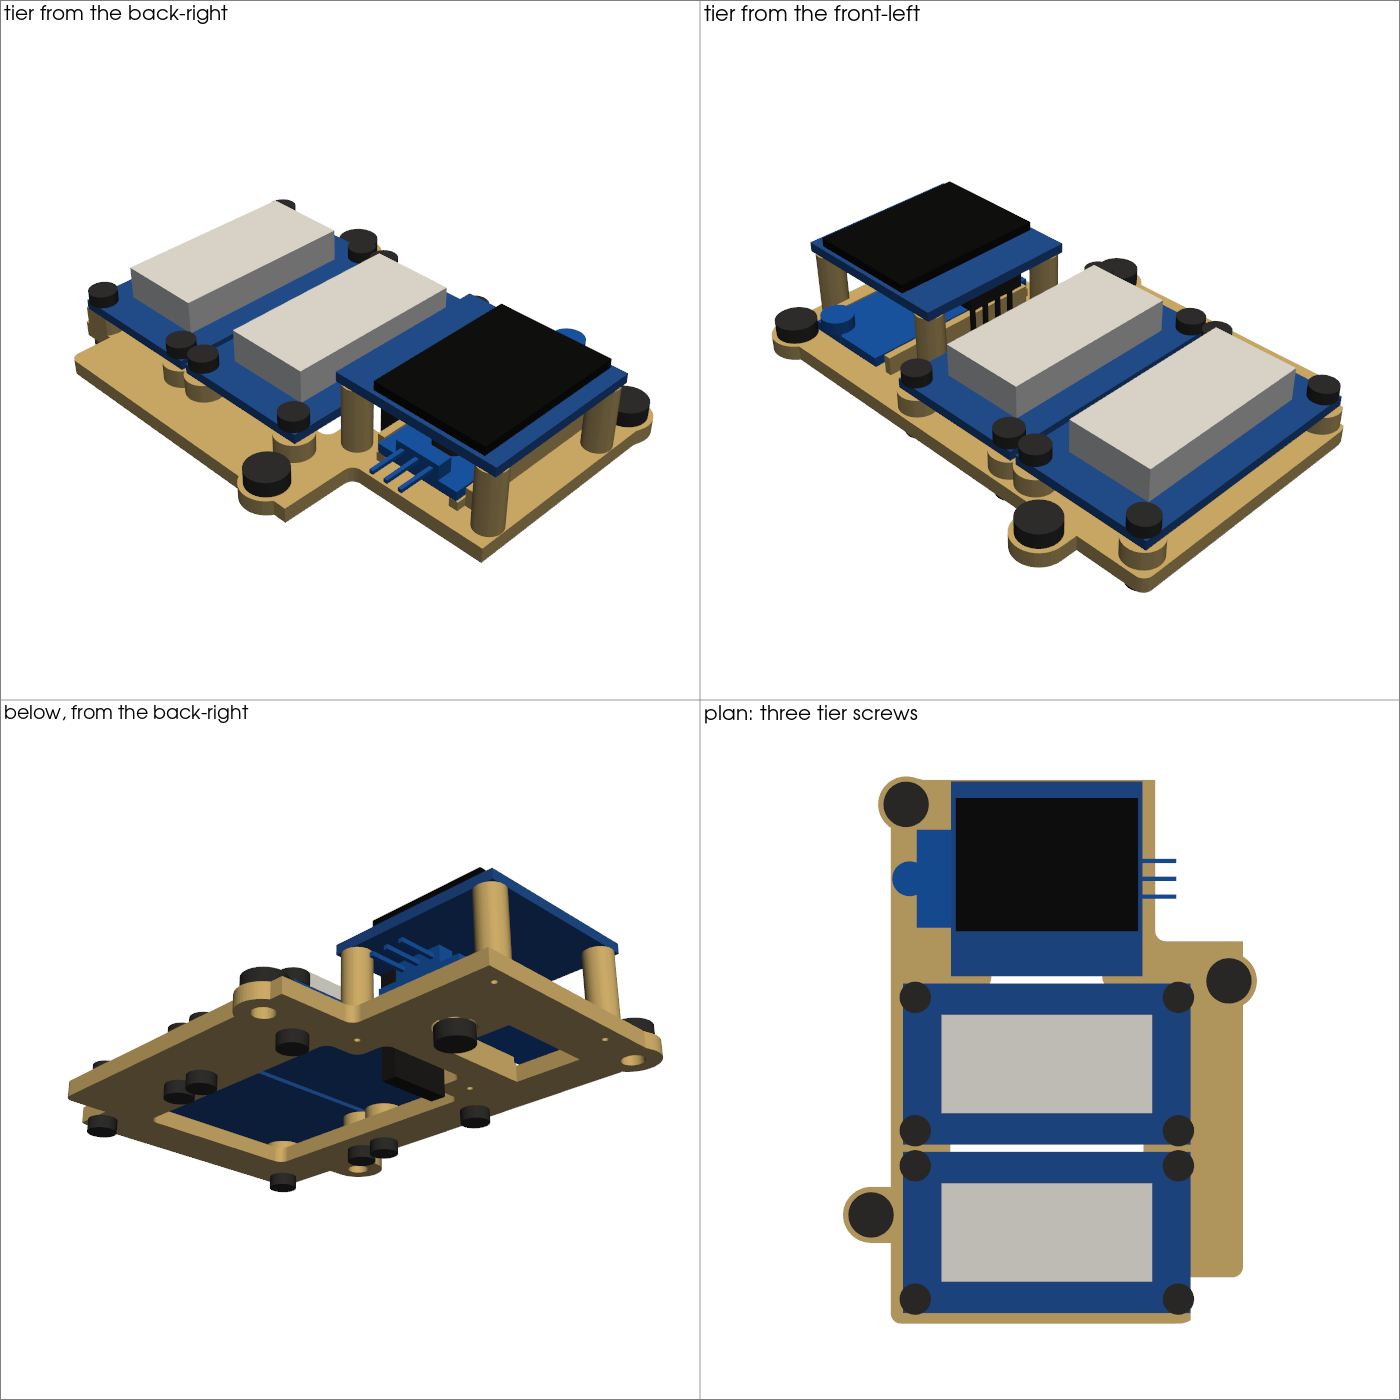 tier from the back-right
tier from the front-left
below, from the back-right
plan: three tier screws